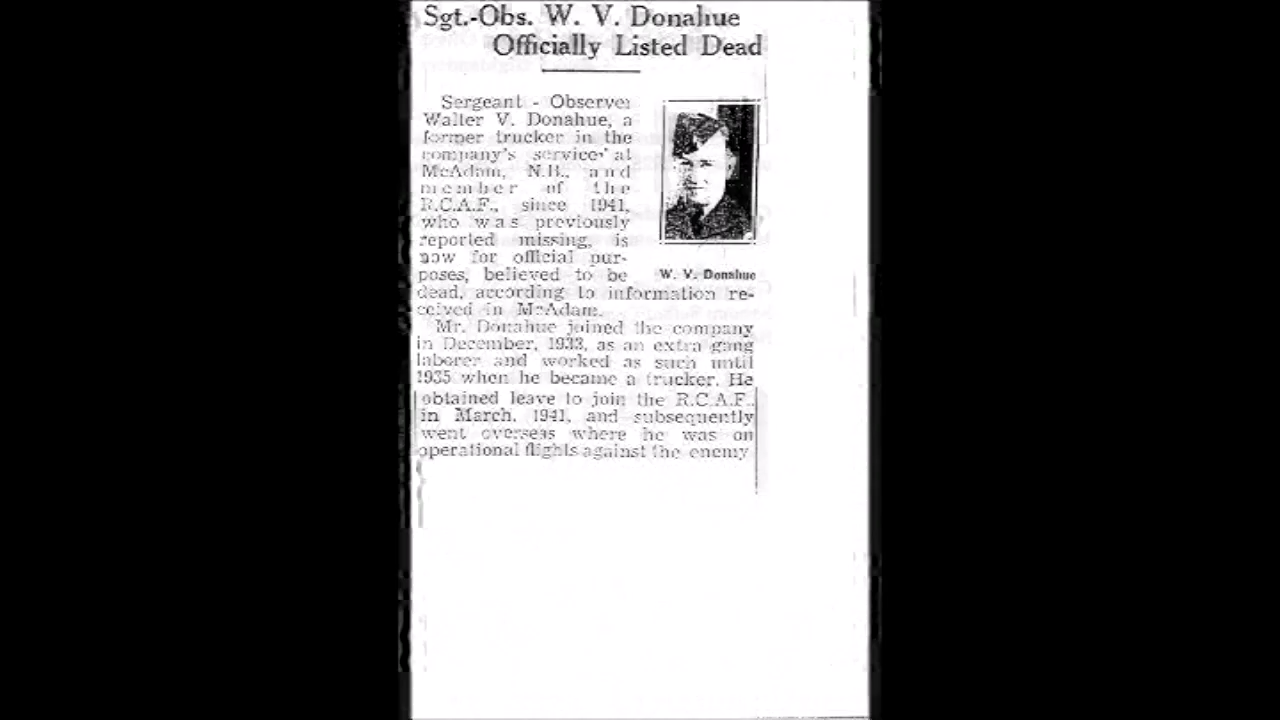 Sgt.-Obs. W. V. Donahue
Officially Listed Dead
Sergeant - Observer
Walter V. Donahue, a
former trucker in the
company's service at
McAdam, N.B., and
member of the
R.C.A.F., since 1941,
who was previously
reported missing, is
now for official pur-
poses, believed to be
dead, according to information re-
ceived in McAdam.
W. V. Donahue
Mr. Donahue joined the company
in December, 1933, as an extra gang
laborer and worked as such until
1935 when he became a trucker. He
obtained leave to join the R.C.A.F.,
in March, 1941, and subsequently
went overseas where he was on
operational flights against the enemy